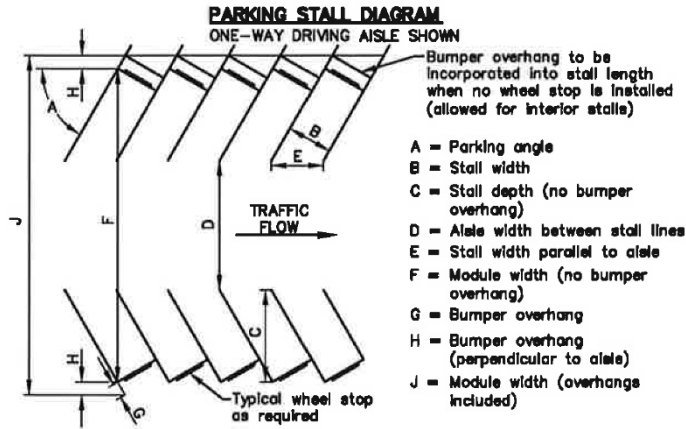 PARKING STALL DIAGRAM
ONE-WAY DRIVING AISLE SHOWN
Bumper overhang to be
incorporated into stall length
when no wheel stop is installed
(allowed for interior stalls)
H
A
B
E
J
F
D
TRAFFIC
FLOW
C
H
G
Typical wheel stop
as required
A = Parking angle
B = Stall width
C = Stall depth (no bumper
overhang)
D = Aisle width between stall lines
E = Stall width parallel to aisle
F = Module width (no bumper
overhang)
G = Bumper overhang
H = Bumper overhang
(perpendicular to aisle)
J = Module width (overhangs
included)